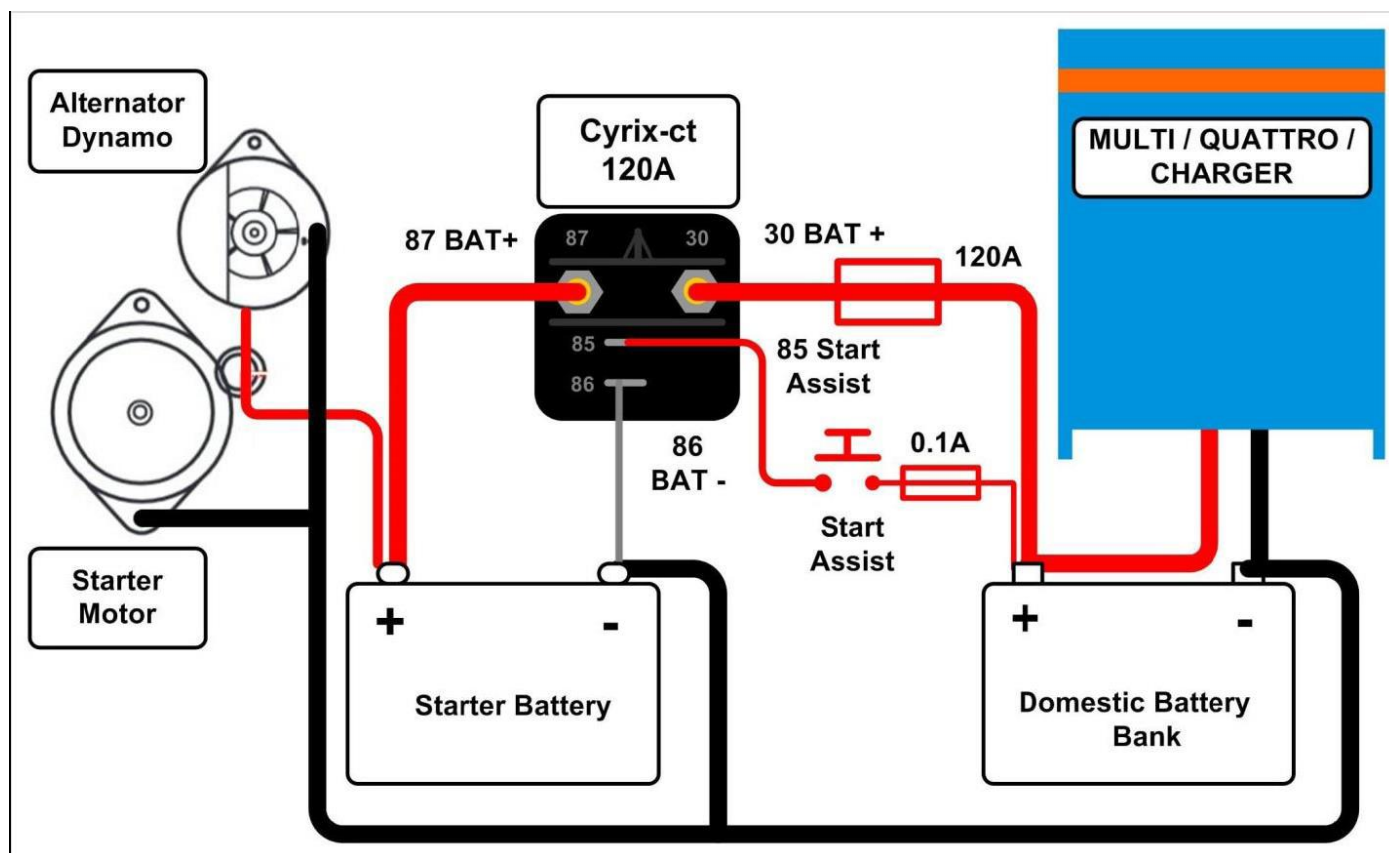 Alternator
Dynamo
Cyrix-ct
120A
MULTI / QUATTRO /
CHARGER
87 BAT+
87
30
30 BAT +
120A
85
85 Start
Assist
86
86
BAT -
0.1A
Start
Assist
Starter
Motor
+
-
Starter Battery
+
-
Domestic Battery
Bank